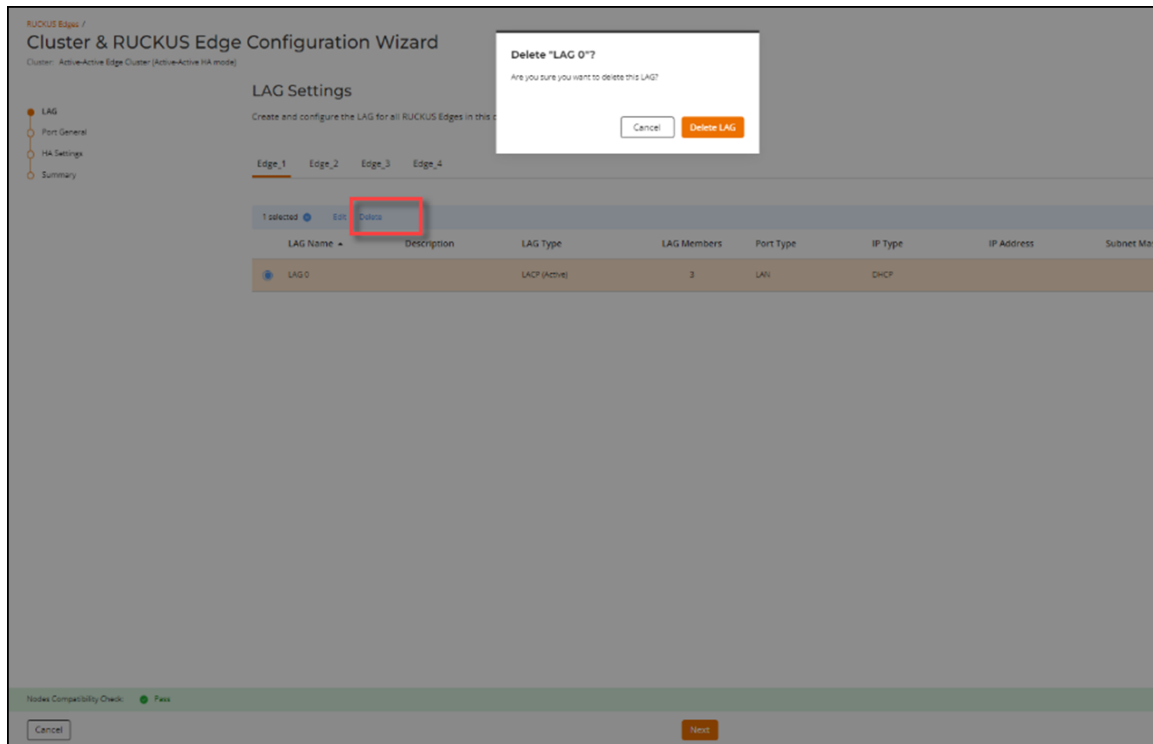 RUCKUS Edges /
Cluster & RUCKUS Edge Configuration Wizard
Cluster: Active-Active Edge Cluster (Active-Active HA mode)
LAG
Port General
HA Settings
Summary
LAG Settings
Create and configure the LAG for all RUCKUS Edges in this
Edge_1 Edge_2 Edge_3 Edge_4
1 selected Edit Delete
LAG Name Description LAG Type LAG Members Port Type IP Type IP Address Subnet Ma
LAG 0 LACP (Active) 3 LAN DHCP
Delete "LAG 0"?
Are you sure you want to delete this LAG?
Cancel Delete LAG
Nodes Compatibility Check: Pass
Cancel Next